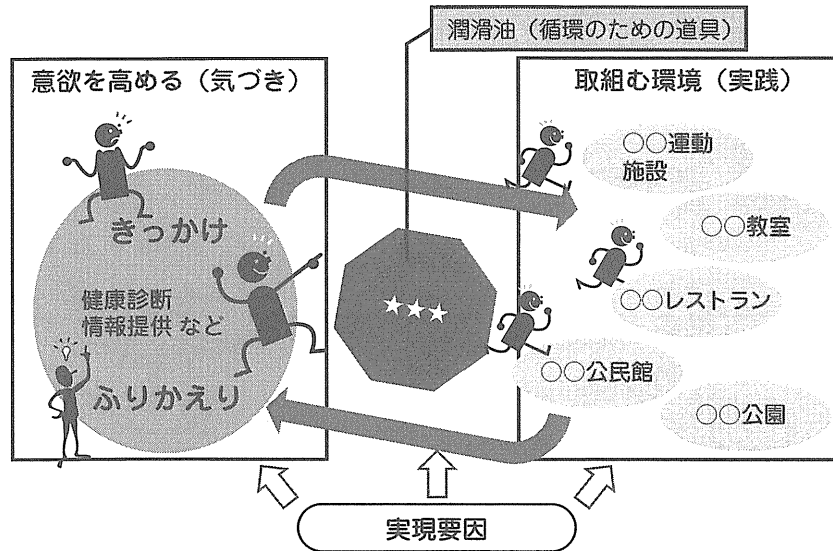 潤滑油（循環のための道具）
意欲を高める（気づき）
きっかけ
健康診断
情報提供 など
ふりかえり
★★★
取組む環境（実践）
○○運動
施設
○○教室
○○レストラン
○○公民館
○○公園
実現要因